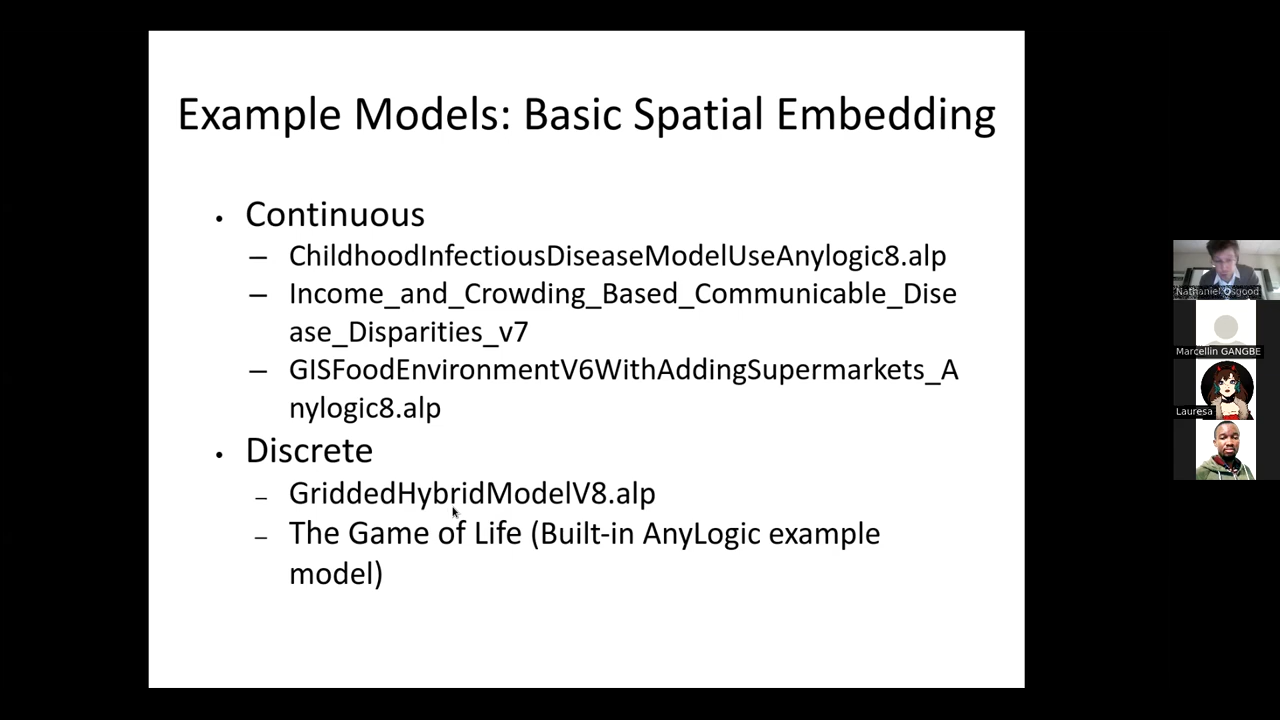 Example Models: Basic Spatial Embedding
• Continuous
– ChildhoodInfectiousDiseaseModelUseAnylogic8.alp
– Income_and_Crowding_Based_Communicable_Dise
ase_Disparities_v7
– GISFoodEnvironmentV6WithAddingSupermarkets_A
nylogic8.alp
• Discrete
– GriddedHybridModelV8.alp
– The Game of Life (Built-in AnyLogic example
model)
Nathaniel Osgood
Marcellin GANGBE
Lauresa